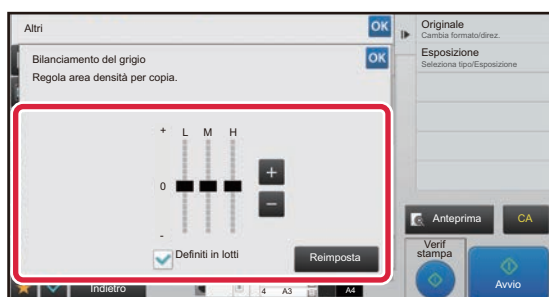 Altri
OK
Bilanciamento del grigio
OK
Regola area densità per copia.
+ L M H
0
-
+
−
Definiti in lotti
Reimposta
Indietro
4 A3
A4
Originale
Cambia formato/direz.
Esposizione
Seleziona tipo/Esposizione
Anteprima
CA
Verif
stampa
Avvio